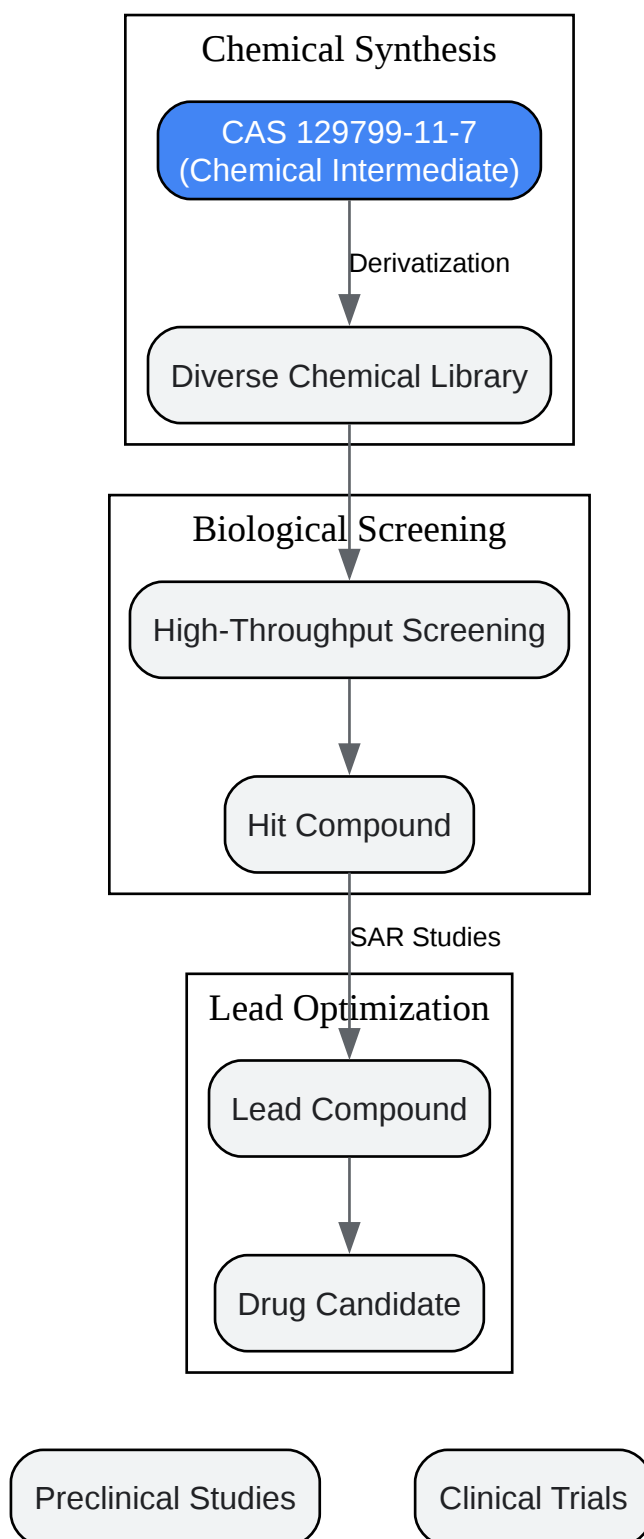 Chemical Synthesis
CAS 129799-11-7
(Chemical Intermediate)
Derivatization
Diverse Chemical Library
Biological Screening
High-Throughput Screening
Hit Compound
SAR Studies
Lead Optimization
Lead Compound
Drug Candidate
Preclinical Studies
Clinical Trials